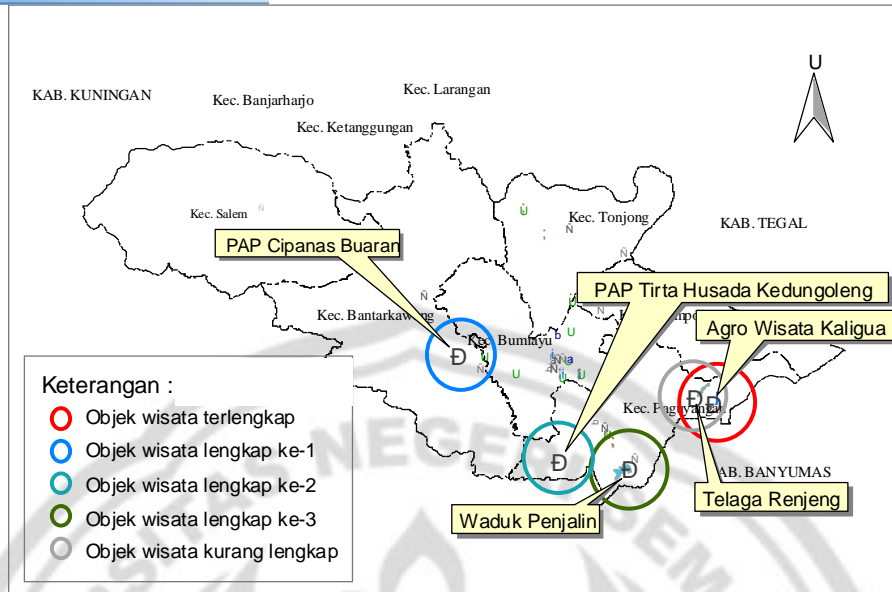 U
KAB. KUNINGAN
Kec. Banjarharjo
Kec. Larangan
Kec. Ketanggungan
Kec. Salem
Kec. Tonjong
KAB. TEGAL
PAP Cipanas Buaran
PAP Tirta Husada Kedungoleng
Kec. Bantarkawang
Kec. Bumiayu
Agro Wisata Kaligua
Kec. Paguyangan
AB. BANYUMAS
Telaga Renjeng
Waduk Penjalin
Keterangan :
Objek wisata terlengkap
Objek wisata lengkap ke-1
Objek wisata lengkap ke-2
Objek wisata lengkap ke-3
Objek wisata kurang lengkap